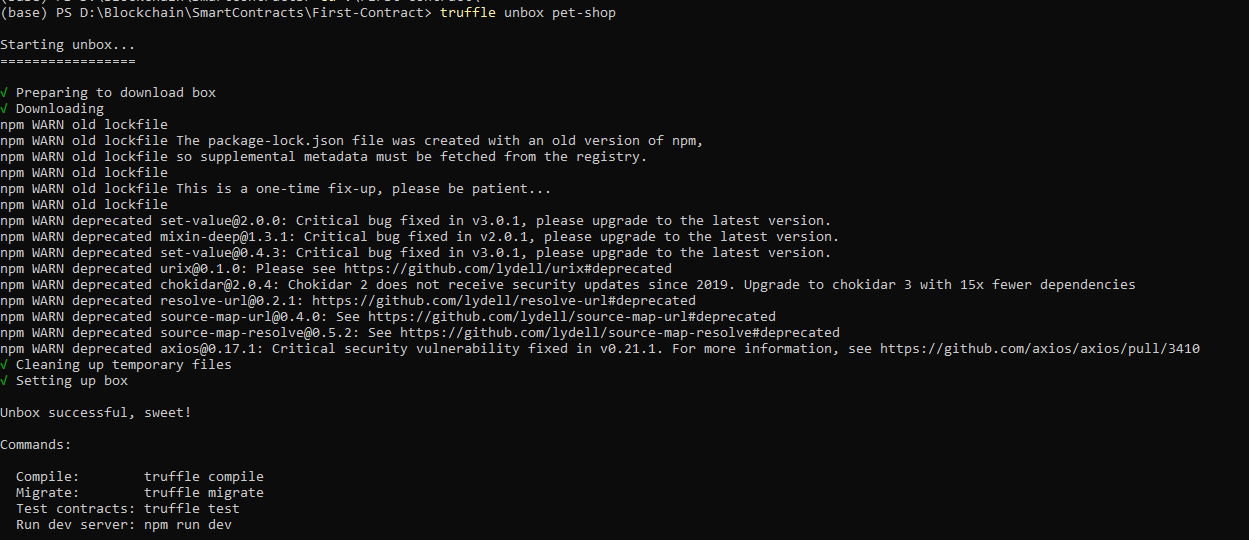 (base) PS D:\Blockchain\SmartContracts\First-Contract> truffle unbox pet-shop
Starting unbox...
=================
√ Preparing to download box
√ Downloading
npm WARN old lockfile
npm WARN old lockfile The package-lock.json file was created with an old version of npm,
npm WARN old lockfile so supplemental metadata must be fetched from the registry.
npm WARN old lockfile
npm WARN old lockfile This is a one-time fix-up, please be patient...
npm WARN old lockfile
npm WARN deprecated set-value@2.0.0: Critical bug fixed in v3.0.1, please upgrade to the latest version.
npm WARN deprecated mixin-deep@1.3.1: Critical bug fixed in v2.0.1, please upgrade to the latest version.
npm WARN deprecated set-value@0.4.3: Critical bug fixed in v3.0.1, please upgrade to the latest version.
npm WARN deprecated urix@0.1.0: Please see https://github.com/lydell/urix#deprecated
npm WARN deprecated chokidar@2.0.4: Chokidar 2 does not receive security updates since 2019. Upgrade to chokidar 3 with 15x fewer dependencies
npm WARN deprecated resolve-url@0.2.1: https://github.com/lydell/resolve-url#deprecated
npm WARN deprecated source-map-url@0.4.0: See https://github.com/lydell/source-map-url#deprecated
npm WARN deprecated source-map-resolve@0.5.2: See https://github.com/lydell/source-map-resolve#deprecated
npm WARN deprecated axios@0.17.1: Critical security vulnerability fixed in v0.21.1. For more information, see https://github.com/axios/axios/pull/3410
√ Cleaning up temporary files
√ Setting up box
Unbox successful, sweet!
Commands:
Compile: truffle compile
Migrate: truffle migrate
Test contracts: truffle test
Run dev server: npm run dev